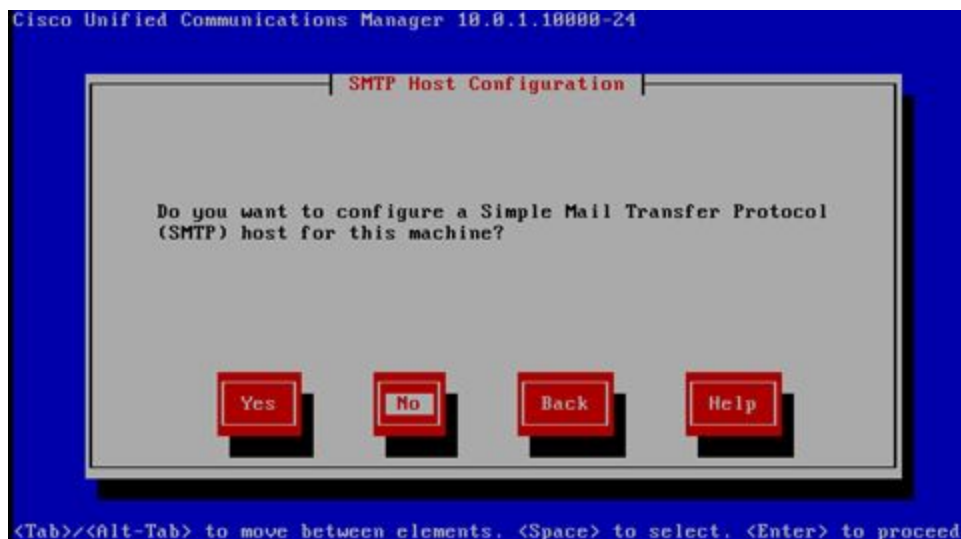 Cisco Unified Communications Manager 10.0.1.10000-24
SMTP Host Configuration
Do you want to configure a Simple Mail Transfer Protocol
(SMTP) host for this machine?
Yes No Back Help
<Tab>/<Alt-Tab> to move between elements. <Space> to select. <Enter> to proceed